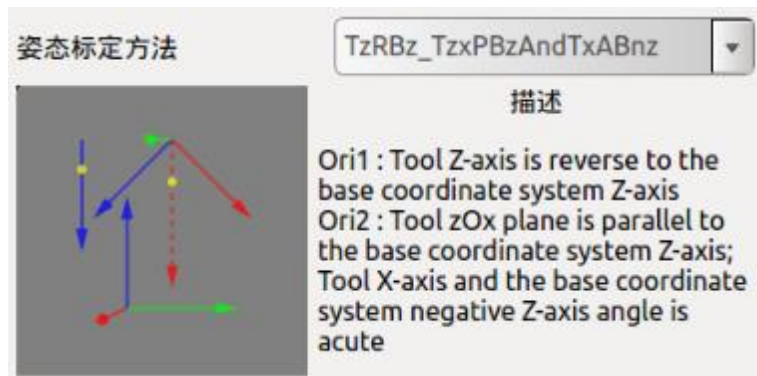 姿态标定方法
TzRBz_TzxPBzAndTxABnz
描述
Ori1 : Tool Z-axis is reverse to the
base coordinate system Z-axis
Ori2 : Tool zOx plane is parallel to
the base coordinate system Z-axis;
Tool X-axis and the base coordinate
system negative Z-axis angle is
acute